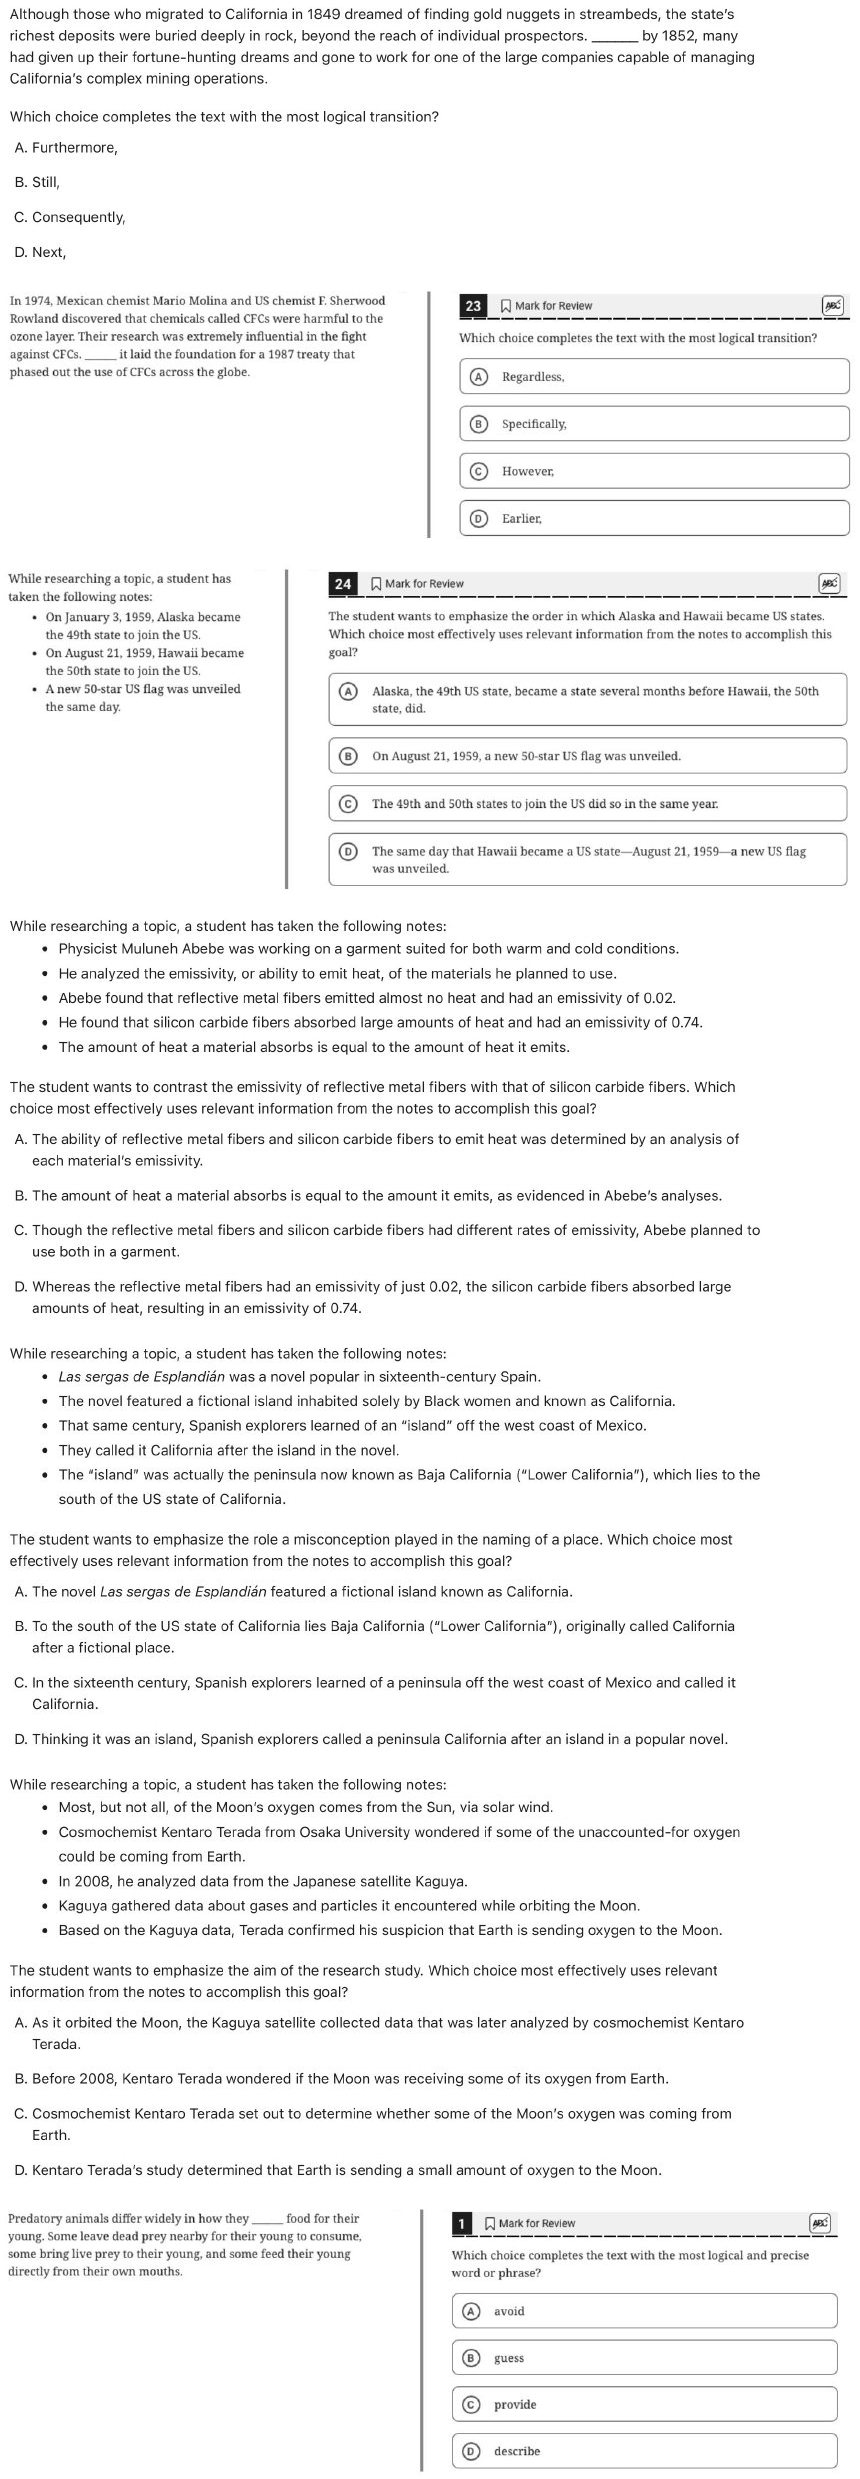 Although those who migrated to California in 1849 dreamed of finding gold nuggets in streambeds, the state's
richest deposits were buried deeply in rock, beyond the reach of individual prospectors. _______ by 1852, many
had given up their fortune-hunting dreams and gone to work for one of the large companies capable of managing
California's complex mining operations.
Which choice completes the text with the most logical transition?
A. Furthermore,
B. Still,
C. Consequently,
D. Next,
In 1974, Mexican chemist Mario Molina and US chemist F. Sherwood
Rowland discovered that chemicals called CFCs were harmful to the
ozone layer. Their research was extremely influential in the fight
against CFCs. ______ it laid the foundation for a 1987 treaty that
phased out the use of CFCs across the globe.
23 Mark for Review ABC
Which choice completes the text with the most logical transition?
A Regardless,
B Specifically,
C However,
D Earlier,
While researching a topic, a student has
taken the following notes:
• On January 3, 1959, Alaska became
the 49th state to join the US.
• On August 21, 1959, Hawaii became
the 50th state to join the US.
• A new 50-star US flag was unveiled
the same day.
24 Mark for Review ABC
The student wants to emphasize the order in which Alaska and Hawaii became US states.
Which choice most effectively uses relevant information from the notes to accomplish this
goal?
A Alaska, the 49th US state, became a state several months before Hawaii, the 50th
state, did.
B On August 21, 1959, a new 50-star US flag was unveiled.
C The 49th and 50th states to join the US did so in the same year.
D The same day that Hawaii became a US state—August 21, 1959—a new US flag
was unveiled.
While researching a topic, a student has taken the following notes:
• Physicist Muluneh Abebe was working on a garment suited for both warm and cold conditions.
• He analyzed the emissivity, or ability to emit heat, of the materials he planned to use.
• Abebe found that reflective metal fibers emitted almost no heat and had an emissivity of 0.02.
• He found that silicon carbide fibers absorbed large amounts of heat and had an emissivity of 0.74.
• The amount of heat a material absorbs is equal to the amount of heat it emits.
The student wants to contrast the emissivity of reflective metal fibers with that of silicon carbide fibers. Which
choice most effectively uses relevant information from the notes to accomplish this goal?
A. The ability of reflective metal fibers and silicon carbide fibers to emit heat was determined by an analysis of
each material's emissivity.
B. The amount of heat a material absorbs is equal to the amount it emits, as evidenced in Abebe's analyses.
C. Though the reflective metal fibers and silicon carbide fibers had different rates of emissivity, Abebe planned to
use both in a garment.
D. Whereas the reflective metal fibers had an emissivity of just 0.02, the silicon carbide fibers absorbed large
amounts of heat, resulting in an emissivity of 0.74.
While researching a topic, a student has taken the following notes:
• Las sergas de Esplandián was a novel popular in sixteenth-century Spain.
• The novel featured a fictional island inhabited solely by Black women and known as California.
• That same century, Spanish explorers learned of an “island” off the west coast of Mexico.
• They called it California after the island in the novel.
• The “island” was actually the peninsula now known as Baja California (“Lower California”), which lies to the
south of the US state of California.
The student wants to emphasize the role a misconception played in the naming of a place. Which choice most
effectively uses relevant information from the notes to accomplish this goal?
A. The novel Las sergas de Esplandián featured a fictional island known as California.
B. To the south of the US state of California lies Baja California (“Lower California”), originally called California
after a fictional place.
C. In the sixteenth century, Spanish explorers learned of a peninsula off the west coast of Mexico and called it
California.
D. Thinking it was an island, Spanish explorers called a peninsula California after an island in a popular novel.
While researching a topic, a student has taken the following notes:
• Most, but not all, of the Moon's oxygen comes from the Sun, via solar wind.
• Cosmochemist Kentaro Terada from Osaka University wondered if some of the unaccounted-for oxygen
could be coming from Earth.
• In 2008, he analyzed data from the Japanese satellite Kaguya.
• Kaguya gathered data about gases and particles it encountered while orbiting the Moon.
• Based on the Kaguya data, Terada confirmed his suspicion that Earth is sending oxygen to the Moon.
The student wants to emphasize the aim of the research study. Which choice most effectively uses relevant
information from the notes to accomplish this goal?
A. As it orbited the Moon, the Kaguya satellite collected data that was later analyzed by cosmochemist Kentaro
Terada.
B. Before 2008, Kentaro Terada wondered if the Moon was receiving some of its oxygen from Earth.
C. Cosmochemist Kentaro Terada set out to determine whether some of the Moon's oxygen was coming from
Earth.
D. Kentaro Terada's study determined that Earth is sending a small amount of oxygen to the Moon.
Predatory animals differ widely in how they ______ food for their
young. Some leave dead prey nearby for their young to consume,
some bring live prey to their young, and some feed their young
directly from their own mouths.
1 Mark for Review ABC
Which choice completes the text with the most logical and precise
word or phrase?
A avoid
B guess
C provide
D describe